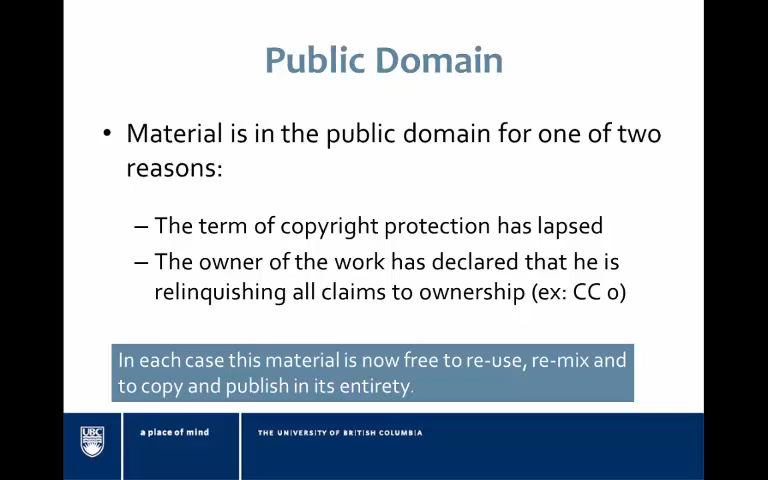 Public Domain
• Material is in the public domain for one of two
reasons:
– The term of copyright protection has lapsed
– The owner of the work has declared that he is
relinquishing all claims to ownership (ex: CC 0)
In each case this material is now free to re-use, re-mix and
to copy and publish in its entirety.
UBC
a place of mind
THE UNIVERSITY OF BRITISH COLUMBIA